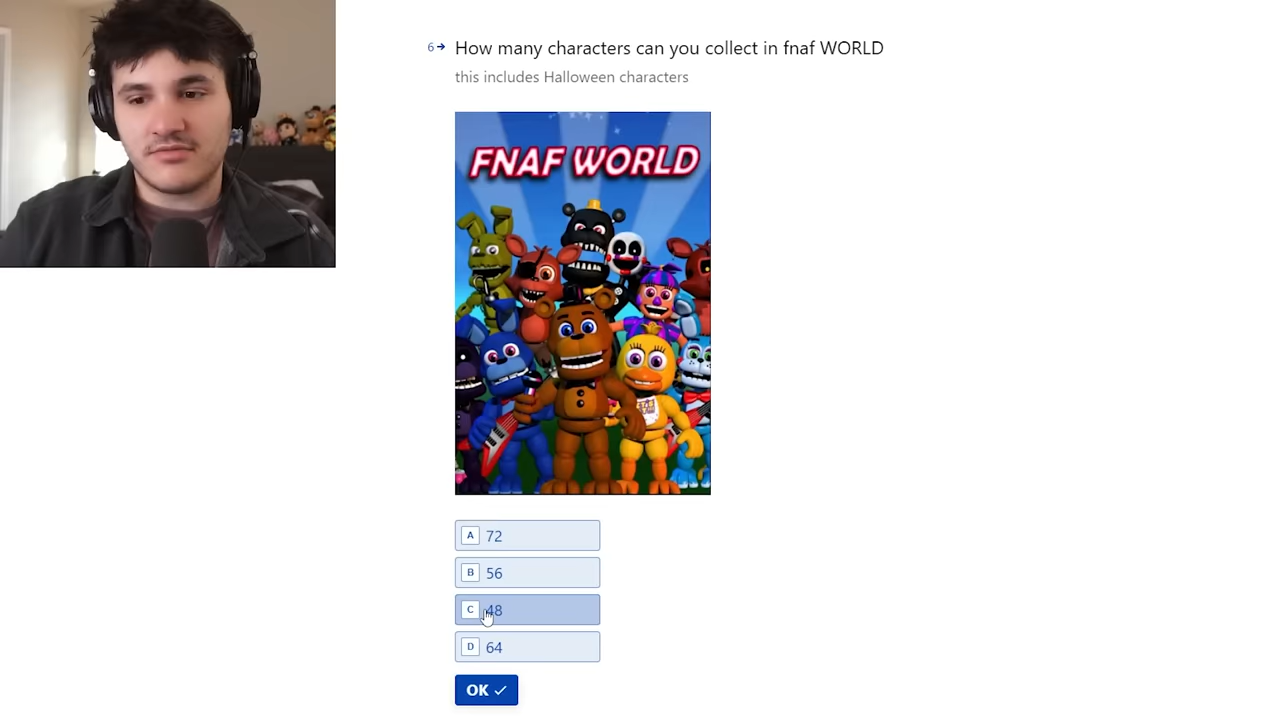 6 How many characters can you collect in fnaf WORLD
this includes Halloween characters
FNAF WORLD
A 72
B 56
C 48
D 64
OK